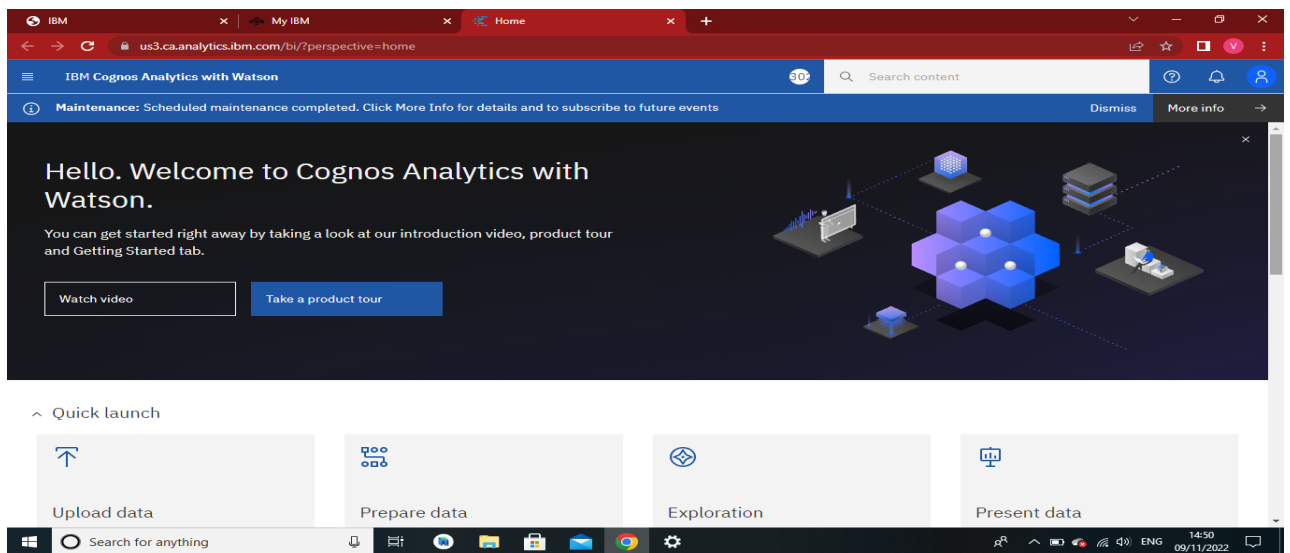 IBM
My IBM
Home
us3.ca.analytics.ibm.com/bi/?perspective=home
V
IBM Cognos Analytics with Watson
Search content
Maintenance: Scheduled maintenance completed. Click More Info for details and to subscribe to future events
Dismiss
More info
Hello. Welcome to Cognos Analytics with
Watson.
You can get started right away by taking a look at our introduction video, product tour
and Getting Started tab.
Watch video
Take a product tour
Quick launch
Upload data
Prepare data
Exploration
Present data
Search for anything
ENG
14:50
09/11/2022